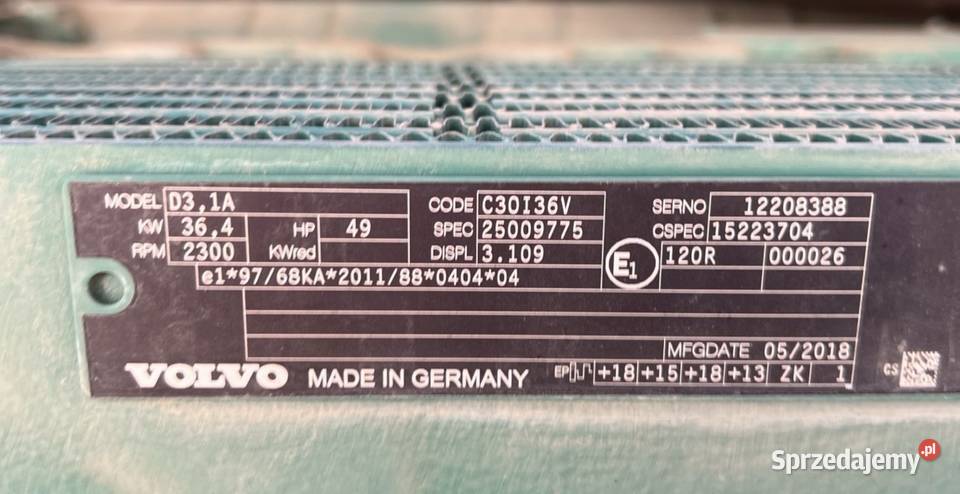 MODEL D3,1A CODE C30I36V SERNO 12208388
KW 36,4 HP 49 SPEC 25009775 CSPEC 15223704
RPM 2300 KWred DISPL 3.109 E1 120R 000026
e1*97/68KA*2011/88*0404*04
MFGDATE 05/2018
VOLVO MADE IN GERMANY EP +18 +15 +18 +13 ZK 1 CS
Sprzedajemy.pl